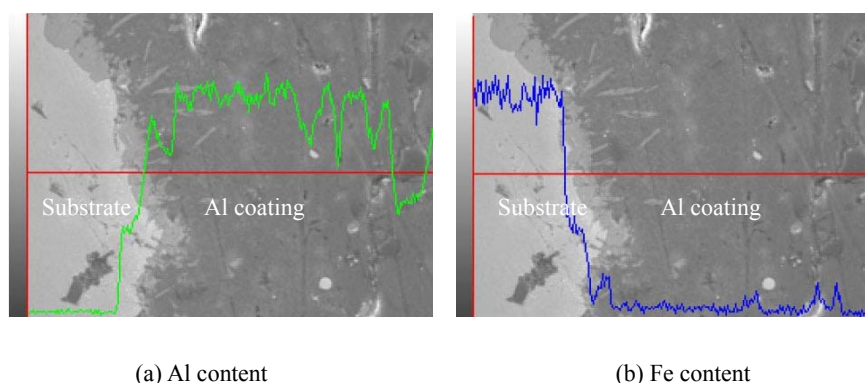 Substrate Al coating
Substrate Al coating
(a) Al content
(b) Fe content